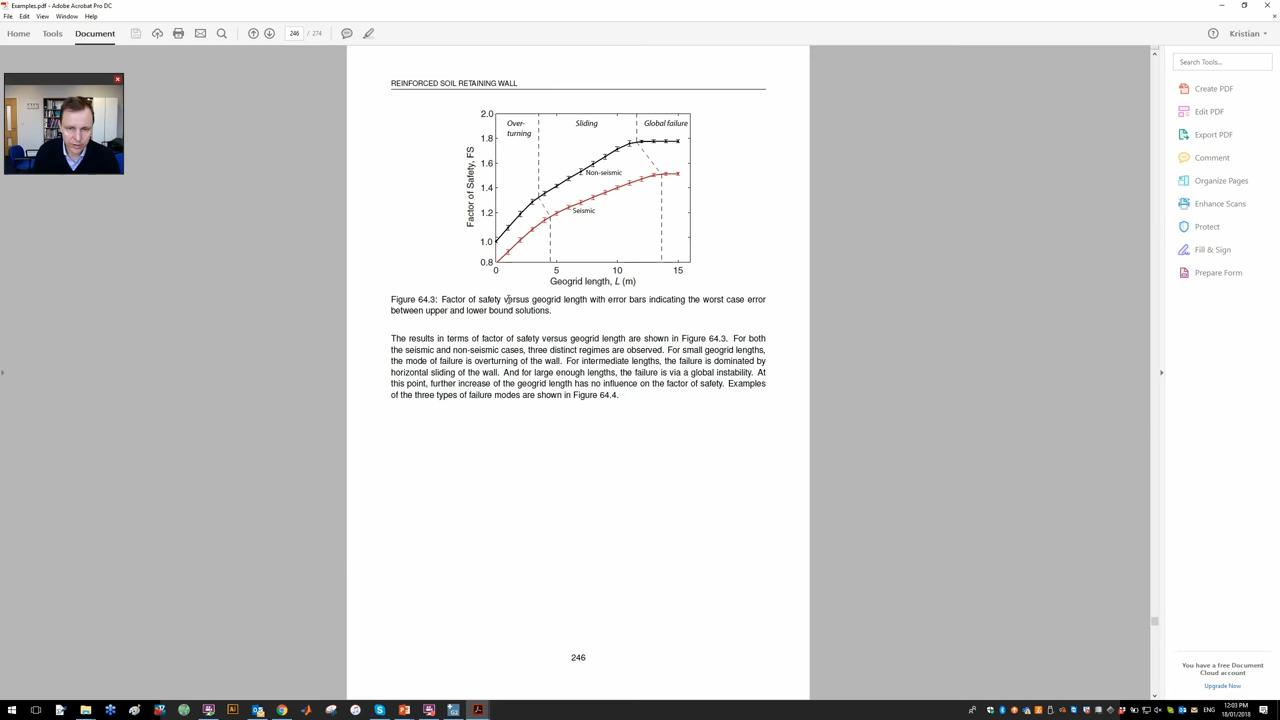 Examples.pdf - Adobe Acrobat Pro DC
File Edit View Window Help
Home Tools Document 246 / 274 Kristian
REINFORCED SOIL RETAINING WALL
2.0
1.8
1.6
1.4
1.2
1.0
0.8
Factor of Safety, FS
Over-
turning
Sliding
Global failure
Non-seismic
Seismic
0 5 10 15
Geogrid length, L (m)
Figure 64.3: Factor of safety versus geogrid length with error bars indicating the worst case error
between upper and lower bound solutions.
The results in terms of factor of safety versus geogrid length are shown in Figure 64.3. For both
the seismic and non-seismic cases, three distinct regimes are observed. For small geogrid lengths,
the mode of failure is overturning of the wall. For intermediate lengths, the failure is dominated by
horizontal sliding of the wall. And for large enough lengths, the failure is via a global instability. At
this point, further increase of the geogrid length has no influence on the factor of safety. Examples
of the three types of failure modes are shown in Figure 64.4.
246
Search Tools...
Create PDF
Edit PDF
Export PDF
Comment
Organize Pages
Enhance Scans
Protect
Fill & Sign
Prepare Form
You have a free Document
Cloud account
Upgrade Now
ENG
12:03 PM
18/01/2018